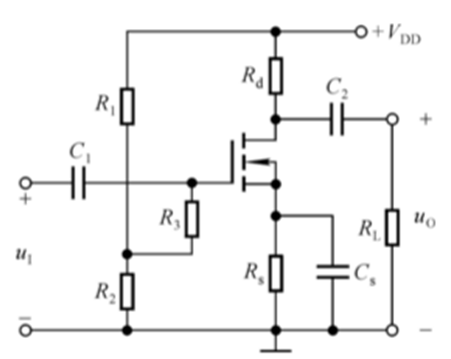 +V_DD
R_d
C_2
R_1
+
C_1
+
R_3
R_L
u_O
u_I
R_2
R_s
C_s
−
−